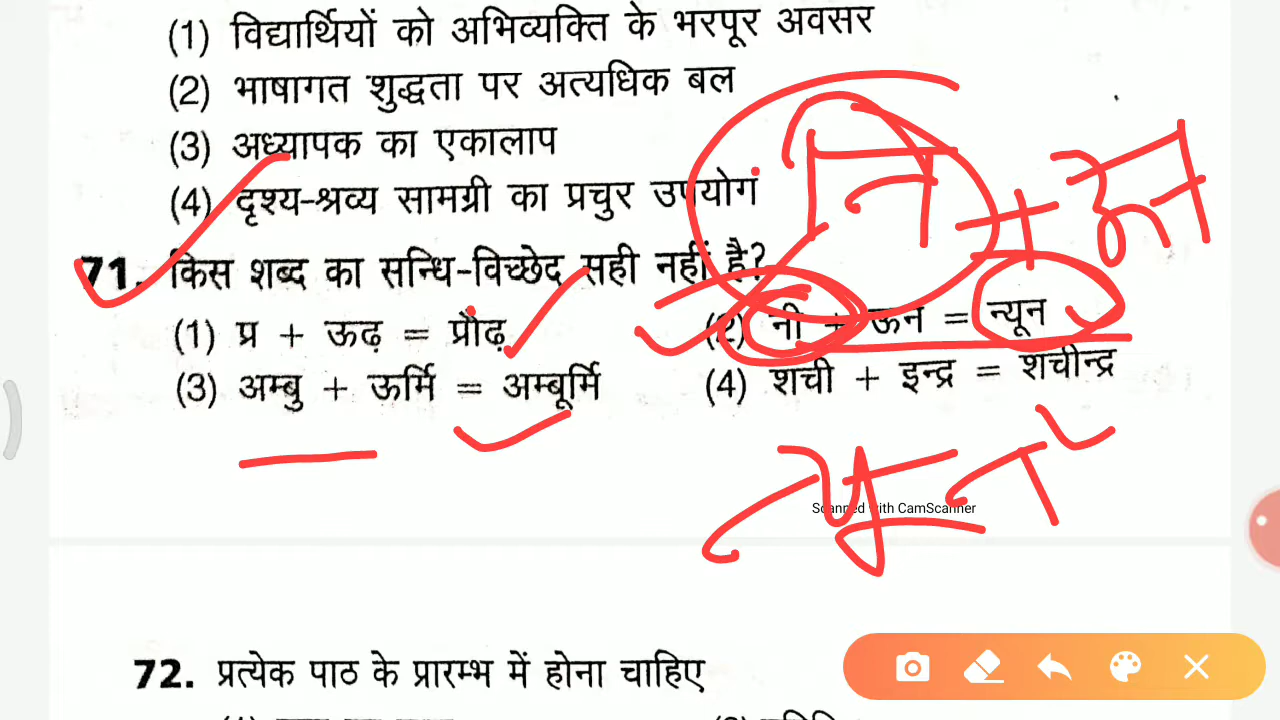 (1) विद्यार्थियों को अभिव्यक्ति के भरपूर अवसर
(2) भाषागत शुद्धता पर अत्यधिक बल
(3) अध्यापक का एकालाप
(4) दृश्य-श्रव्य सामग्री का प्रचुर उपयोग
71. किस शब्द का सन्धि-विच्छेद सही नहीं है?
(1) प्र + ऊढ़ = प्रौढ़ (2) नी + ऊन = न्यून
(3) अम्बु + ऊर्मि = अम्बूर्मि (4) शची + इन्द्र = शचीन्द्र
नि + ऊन
न्यून
Scanned with CamScanner
72. प्रत्येक पाठ के प्रारम्भ में होना चाहिए